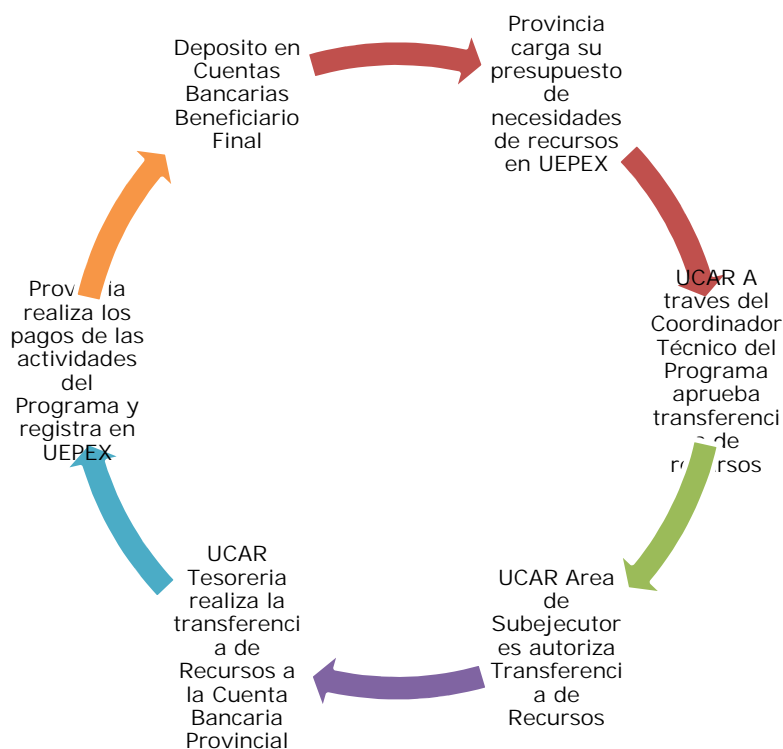 Deposito en
Cuentas
Bancarias
Beneficiario
Final
Provincia
carga su
presupuesto
de
necesidades
de recursos
en UEPEX
UCAR A
traves del
Coordinador
Técnico del
Programa
aprueba
transferenci
a de
recursos
UCAR Area
de
Subejecutor
es autoriza
Transferenci
a de
Recursos
UCAR
Tesoreria
realiza la
transferenci
a de
Recursos a
la Cuenta
Bancaria
Provincial
Provincia
realiza los
pagos de las
actividades
del
Programa y
registra en
UEPEX